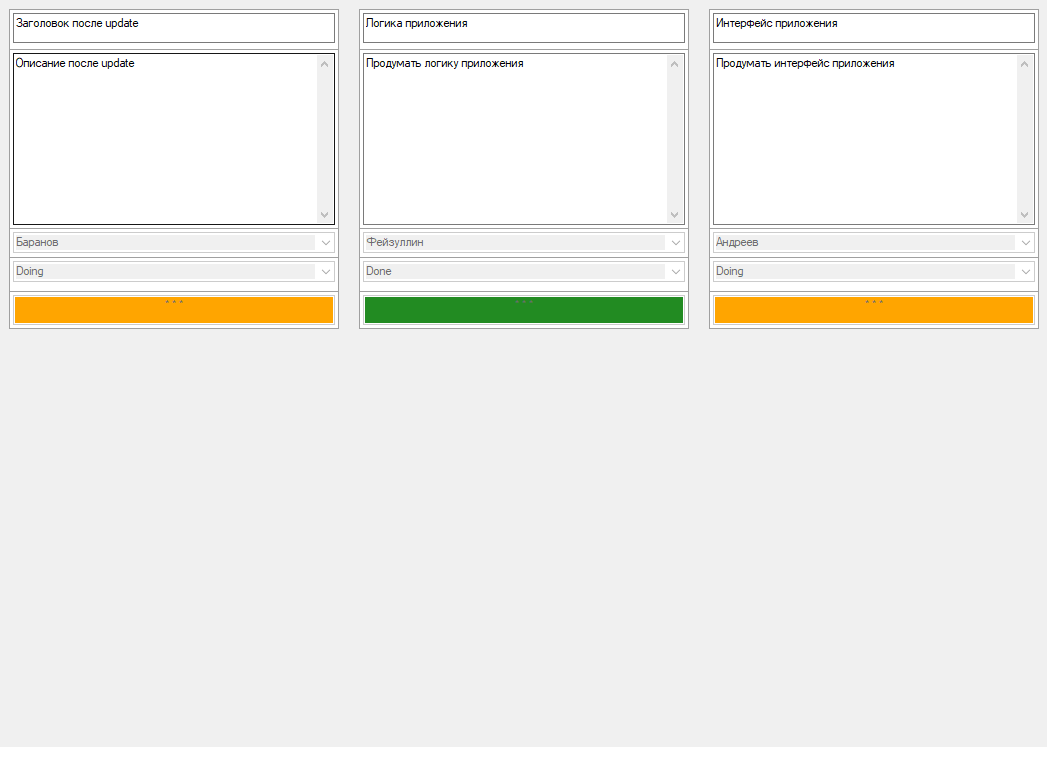 Заголовок после update
Описание после update
Баранов
Doing
...
Логика приложения
Продумать логику приложения
Фейзуллин
Done
...
Интерфейс приложения
Продумать интерфейс приложения
Андреев
Doing
...